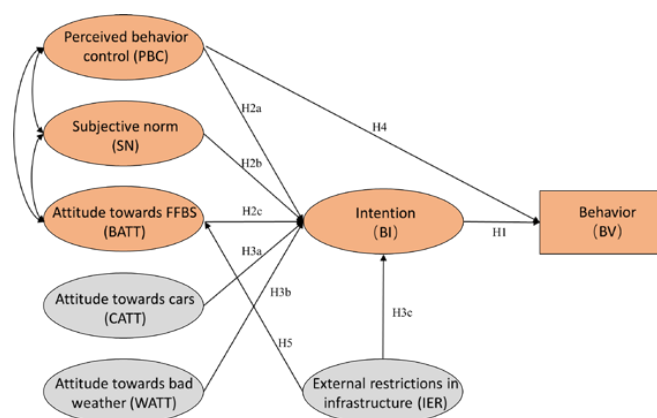 Perceived behavior
control (PBC)
H2a
H4
Subjective norm
(SN)
H2b
Attitude towards FFBS
(BATT)
H2c
Intention
(BI)
H1
Behavior
(BV)
H3a
Attitude towards cars
(CATT)
H3b
H3c
H5
Attitude towards bad
weather (WATT)
External restrictions in
infrastructure (IER)